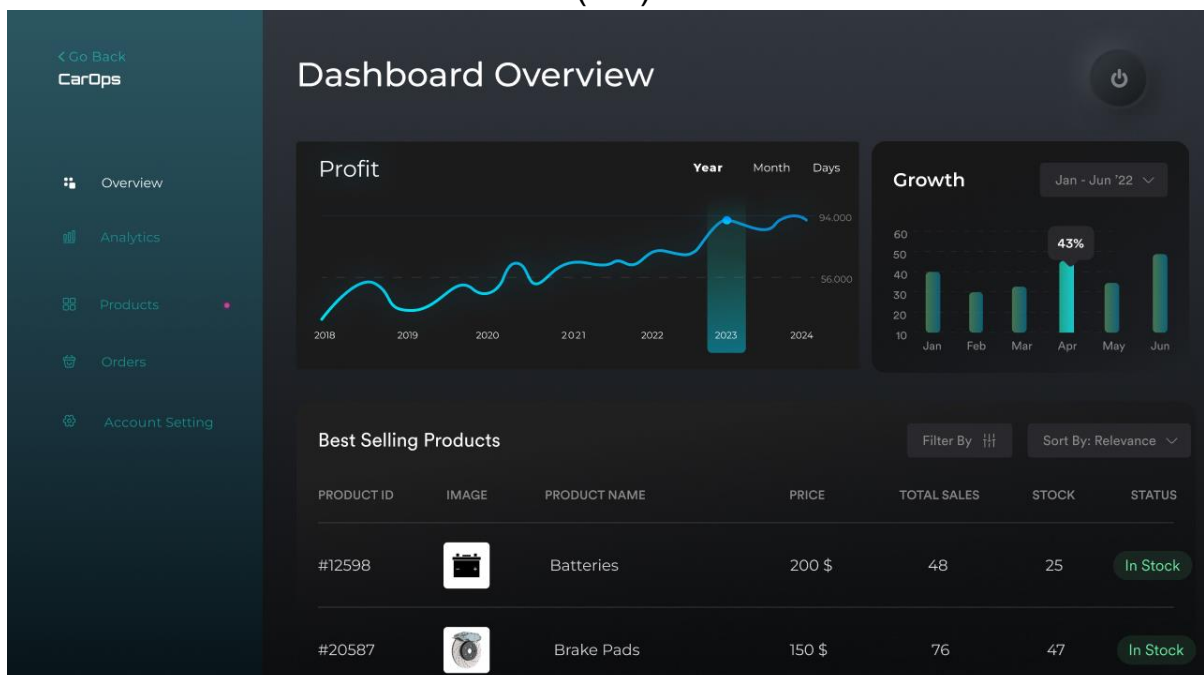 < Go Back
CarOps
Overview
Analytics
Products
Orders
Account Setting
Dashboard Overview
Profit
Year Month Days
94.000
56.000
2018 2019 2020 2021 2022 2023 2024
Growth
Jan - Jun '22
60
50
40
30
20
10
43%
Jan Feb Mar Apr May Jun
Best Selling Products
Filter By
Sort By: Relevance
PRODUCT ID IMAGE PRODUCT NAME PRICE TOTAL SALES STOCK STATUS
#12598 Batteries 200 $ 48 25 In Stock
#20587 Brake Pads 150 $ 76 47 In Stock